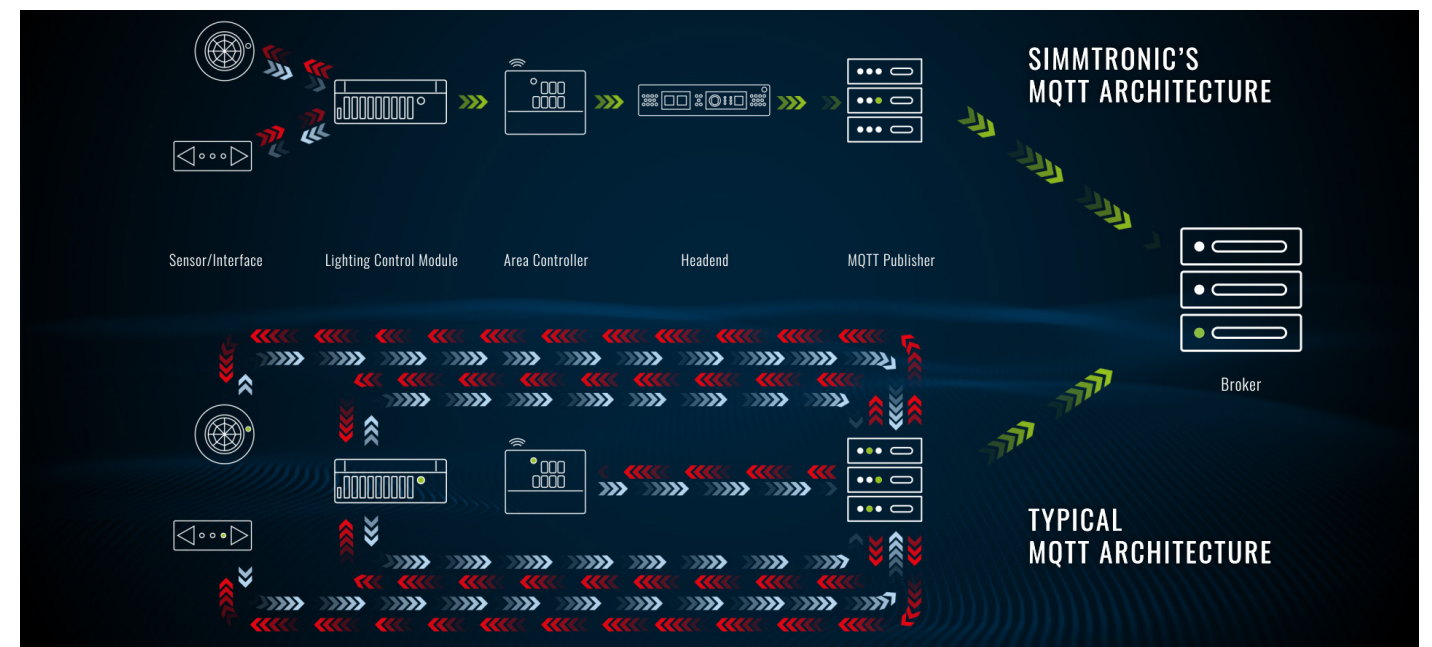 SIMMTRONIC'S
MQTT ARCHITECTURE
Sensor/Interface
Lighting Control Module
Area Controller
Headend
MQTT Publisher
Broker
TYPICAL
MQTT ARCHITECTURE